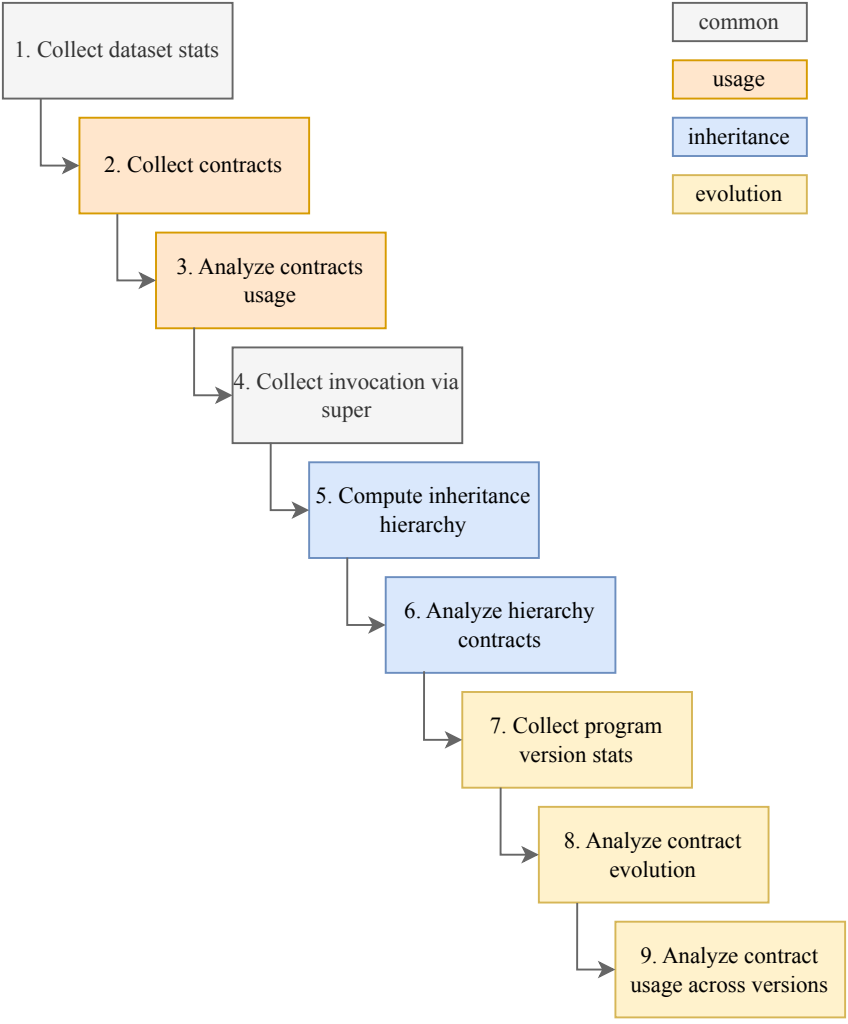 1. Collect dataset stats
common
usage
2. Collect contracts
inheritance
evolution
3. Analyze contracts
usage
4. Collect invocation via
super
5. Compute inheritance
hierarchy
6. Analyze hierarchy
contracts
7. Collect program
version stats
8. Analyze contract
evolution
9. Analyze contract
usage across versions